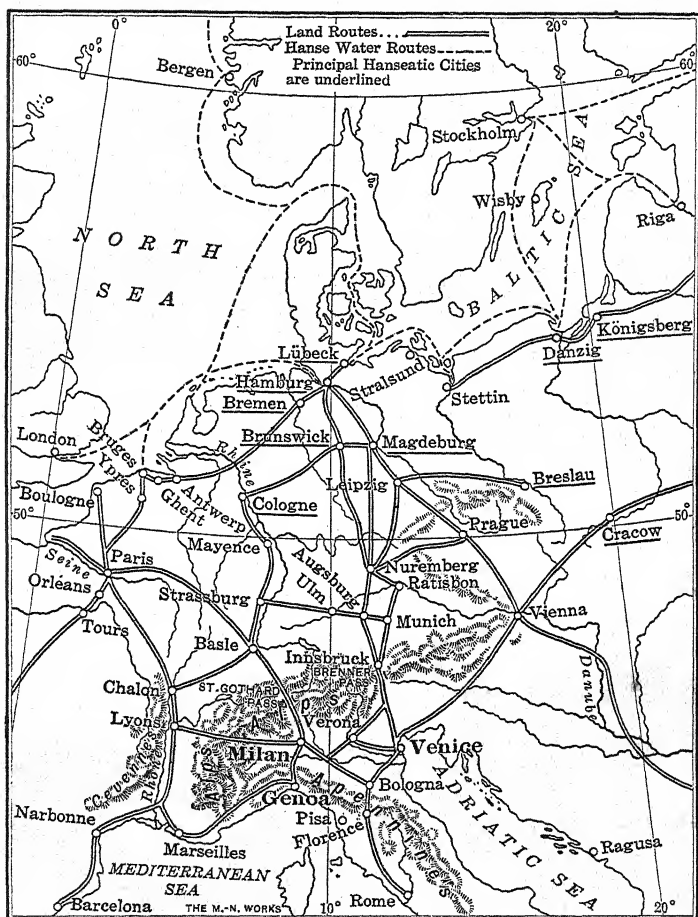 0°
20°
60°
60
Land Routes....
Hanse Water Routes
Principal Hanseatic Cities
are underlined
Bergen
Stockholm
Wisby
Riga
NORTH
SEA
BALTIC SEA
Königsberg
Danzig
Lübeck
Hamburg
Stralsund
Bremen
Stettin
London
Bruges
Ypres
Rhine
Brunswick
Magdeburg
Leipzig
Breslau
Boulogne
Antwerp
Ghent
Cologne
50°
50°
Prague
Cracow
Seine
Paris
Mayence
Augsburg
Ulm
Nuremberg
Ratisbon
Orléans
Strassburg
Vienna
Tours
Munich
Basle
Innsbruck
BRENNER
PASS
Danube
Chalon
ST. GOTHARD
PASS
Alps
Lyons
Verona
Milan
Venice
Cevennes
Rhone
Alps
Genoa
Apennines
Bologna
ADRIATIC SEA
Pisa
Florence
Narbonne
Marseilles
Ragusa
MEDITERRANEAN
SEA
Barcelona
THE M.-N. WORKS
10°
Rome
20°